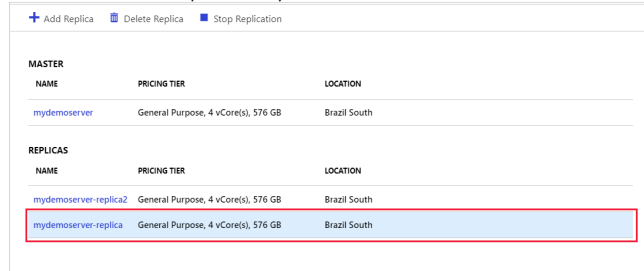 Add Replica Delete Replica Stop Replication
MASTER
NAME PRICING TIER LOCATION
mydemoserver General Purpose, 4 vCore(s), 576 GB Brazil South
REPLICAS
NAME PRICING TIER LOCATION
mydemoserver-replica2 General Purpose, 4 vCore(s), 576 GB Brazil South
mydemoserver-replica General Purpose, 4 vCore(s), 576 GB Brazil South